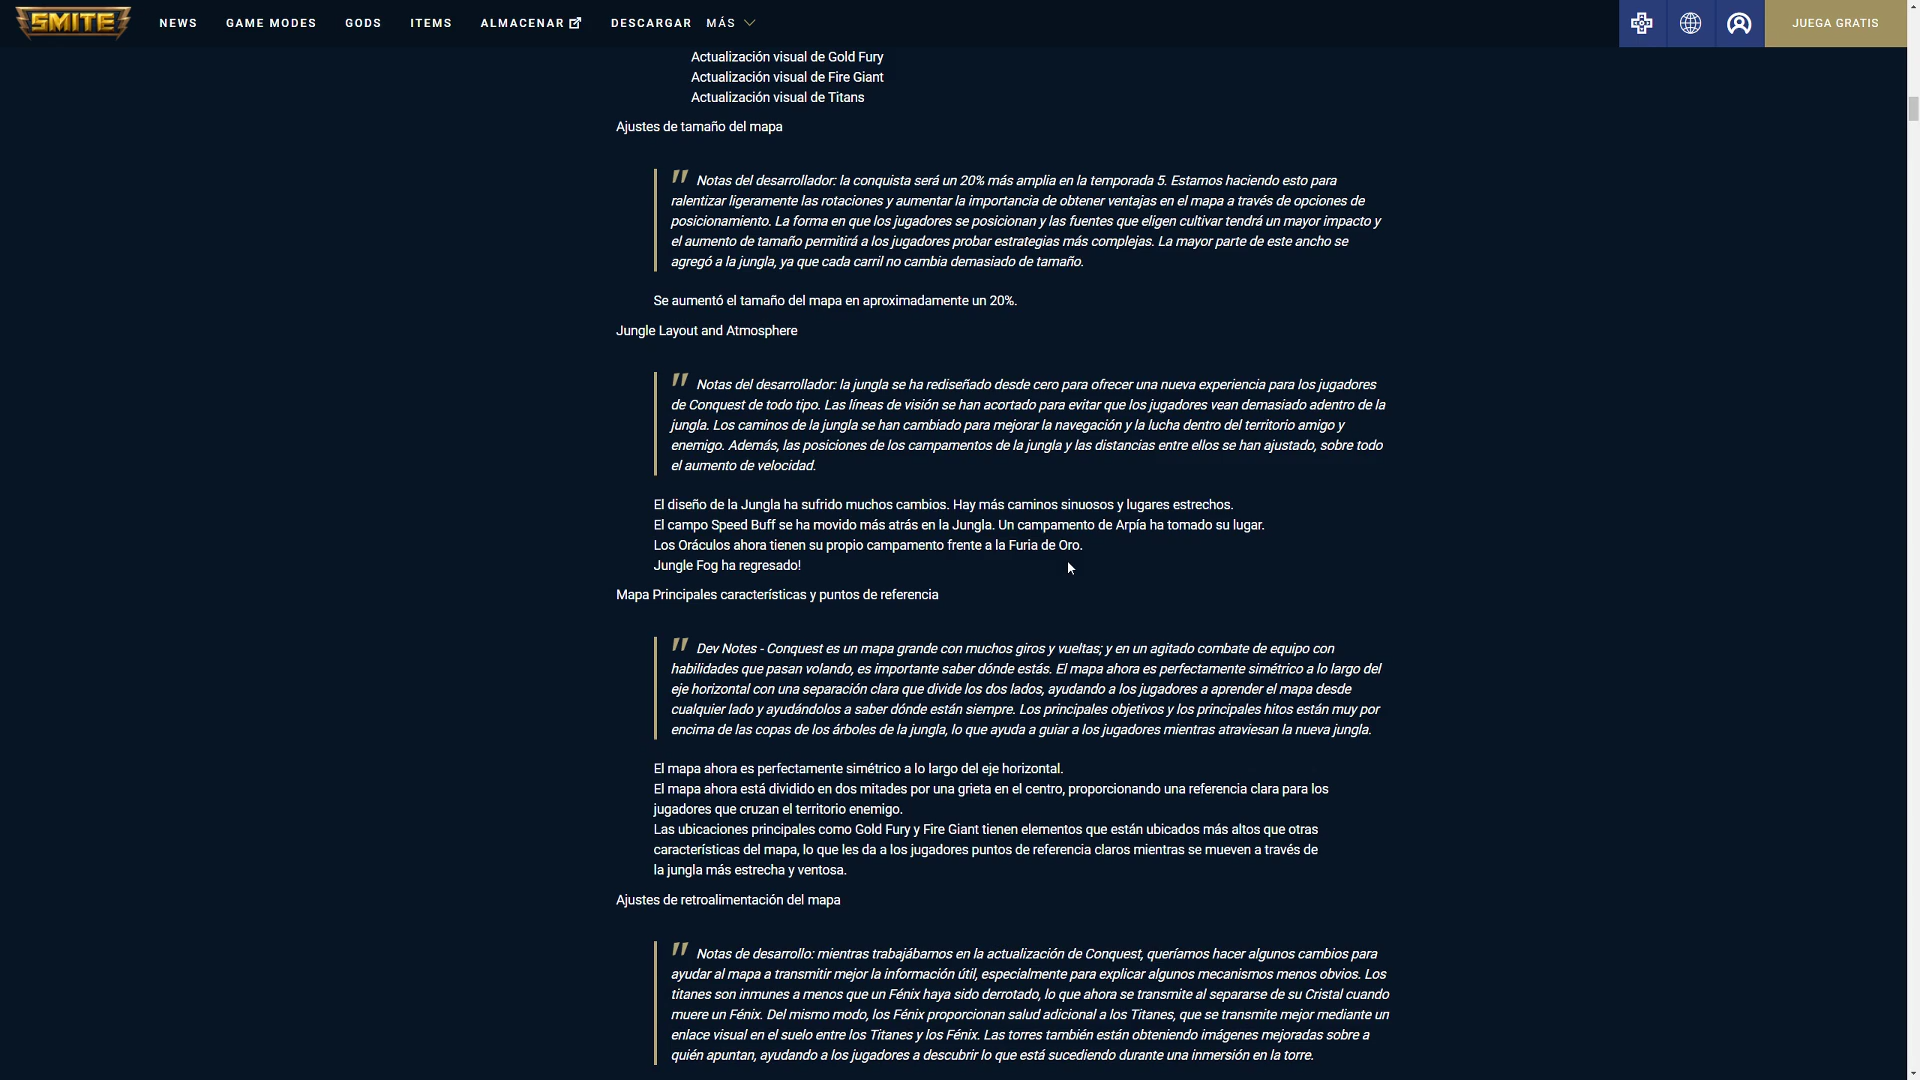 SMITE NEWS GAME MODES GODS ITEMS ALMACENAR DESCARGAR MÁS JUEGA GRATIS
Actualización visual de Gold Fury
Actualización visual de Fire Giant
Actualización visual de Titans
Ajustes de tamaño del mapa
" Notas del desarrollador: la conquista será un 20% más amplia en la temporada 5. Estamos haciendo esto para
ralentizar ligeramente las rotaciones y aumentar la importancia de obtener ventajas en el mapa a través de opciones de
posicionamiento. La forma en que los jugadores se posicionan y las fuentes que eligen cultivar tendrá un mayor impacto y
el aumento de tamaño permitirá a los jugadores probar estrategias más complejas. La mayor parte de este ancho se
agregó a la jungla, ya que cada carril no cambia demasiado de tamaño.
Se aumentó el tamaño del mapa en aproximadamente un 20%.
Jungle Layout and Atmosphere
" Notas del desarrollador: la jungla se ha rediseñado desde cero para ofrecer una nueva experiencia para los jugadores
de Conquest de todo tipo. Las líneas de visión se han acortado para evitar que los jugadores vean demasiado adentro de la
jungla. Los caminos de la jungla se han cambiado para mejorar la navegación y la lucha dentro del territorio amigo y
enemigo. Además, las posiciones de los campamentos de la jungla y las distancias entre ellos se han ajustado, sobre todo
el aumento de velocidad.
El diseño de la Jungla ha sufrido muchos cambios. Hay más caminos sinuosos y lugares estrechos.
El campo Speed Buff se ha movido más atrás en la Jungla. Un campamento de Arpía ha tomado su lugar.
Los Oráculos ahora tienen su propio campamento frente a la Furia de Oro.
Jungle Fog ha regresado!
Mapa Principales características y puntos de referencia
" Dev Notes - Conquest es un mapa grande con muchos giros y vueltas; y en un agitado combate de equipo con
habilidades que pasan volando, es importante saber dónde estás. El mapa ahora es perfectamente simétrico a lo largo del
eje horizontal con una separación clara que divide los dos lados, ayudando a los jugadores a aprender el mapa desde
cualquier lado y ayudándolos a saber dónde están siempre. Los principales objetivos y los principales hitos están muy por
encima de las copas de los árboles de la jungla, lo que ayuda a guiar a los jugadores mientras atraviesan la nueva jungla.
El mapa ahora es perfectamente simétrico a lo largo del eje horizontal.
El mapa ahora está dividido en dos mitades por una grieta en el centro, proporcionando una referencia clara para los
jugadores que cruzan el territorio enemigo.
Las ubicaciones principales como Gold Fury y Fire Giant tienen elementos que están ubicados más altos que otras
características del mapa, lo que les da a los jugadores puntos de referencia claros mientras se mueven a través de
la jungla más estrecha y ventosa.
Ajustes de retroalimentación del mapa
" Notas de desarrollo: mientras trabajábamos en la actualización de Conquest, queríamos hacer algunos cambios para
ayudar al mapa a transmitir mejor la información útil, especialmente para explicar algunos mecanismos menos obvios. Los
titanes son inmunes a menos que un Fénix haya sido derrotado, lo que ahora se transmite al separarse de su Cristal cuando
muere un Fénix. Del mismo modo, los Fénix proporcionan salud adicional a los Titanes, que se transmite mejor mediante un
enlace visual en el suelo entre los Titanes y los Fénix. Las torres también están obteniendo imágenes mejoradas sobre a
quién apuntan, ayudando a los jugadores a descubrir lo que está sucediendo durante una inmersión en la torre.